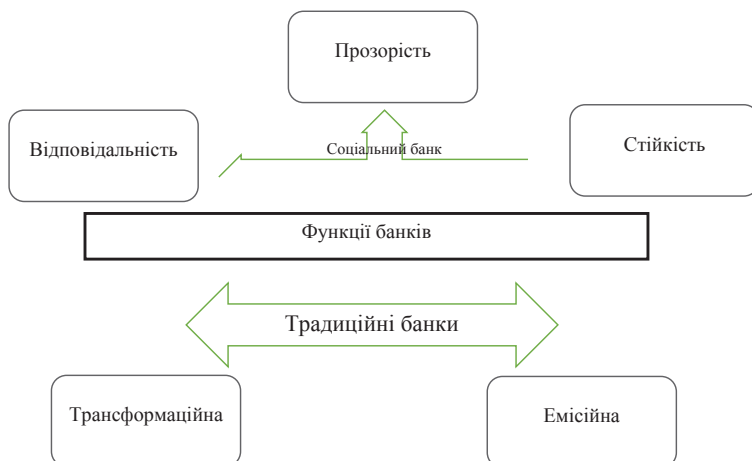 Прозорість
Відповідальність
Соціальний банк
Стійкість
Функції банків
Традиційні банки
Трансформаційна
Емісійна